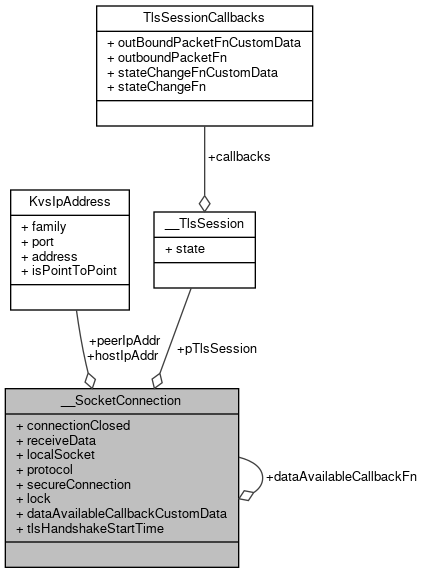 TlsSessionCallbacks
+ outBoundPacketFnCustomData
+ outboundPacketFn
+ stateChangeFnCustomData
+ stateChangeFn
+callbacks
KvsIpAddress
+ family
+ port
+ address
+ isPointToPoint
__TlsSession
+ state
+peerIpAddr
+hostIpAddr
+pTlsSession
__SocketConnection
+ connectionClosed
+ receiveData
+ localSocket
+ protocol
+ secureConnection
+ lock
+ dataAvailableCallbackCustomData
+ tlsHandshakeStartTime
+dataAvailableCallbackFn